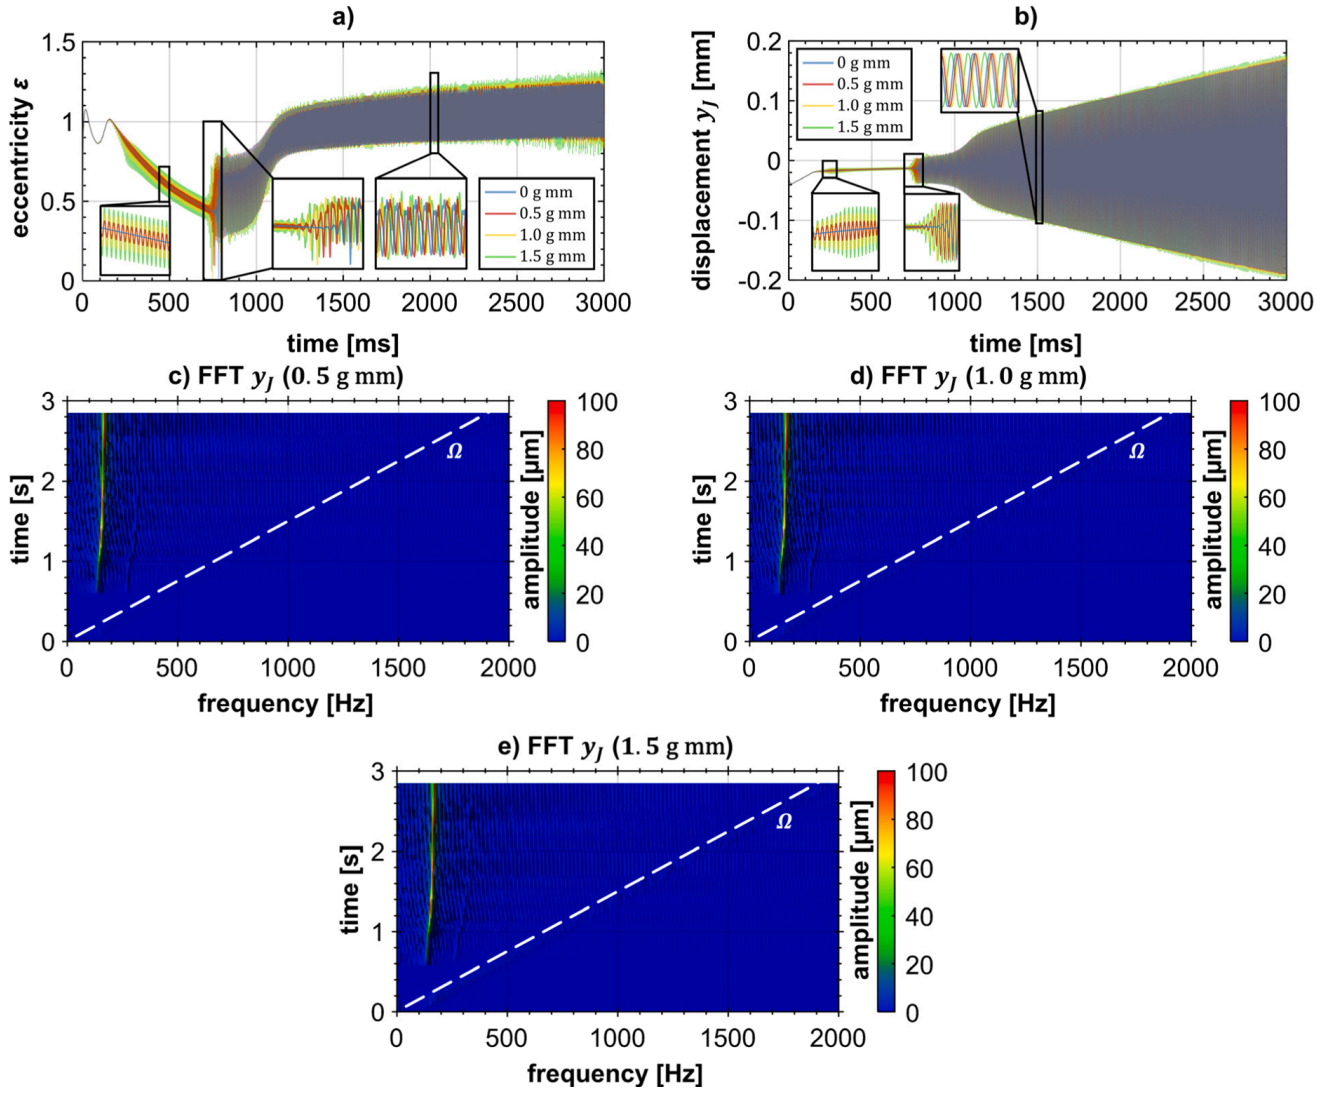 a)
1.5
1
0.5
0
eccentricity ε
0 g mm
0.5 g mm
1.0 g mm
1.5 g mm
0 500 1000 1500 2000 2500 3000
time [ms]
b)
0.2
0.1
0
-0.1
-0.2
displacement y_J [mm]
0 g mm
0.5 g mm
1.0 g mm
1.5 g mm
0 500 1000 1500 2000 2500 3000
time [ms]
c) FFT y_J (0.5 g mm)
3
2
1
0
time [s]
Ω
0 500 1000 1500 2000
frequency [Hz]
100
80
60
40
20
0
amplitude [µm]
d) FFT y_J (1.0 g mm)
3
2
1
0
time [s]
Ω
0 500 1000 1500 2000
frequency [Hz]
100
80
60
40
20
0
amplitude [µm]
e) FFT y_J (1.5 g mm)
3
2
1
0
time [s]
Ω
0 500 1000 1500 2000
frequency [Hz]
100
80
60
40
20
0
amplitude [µm]